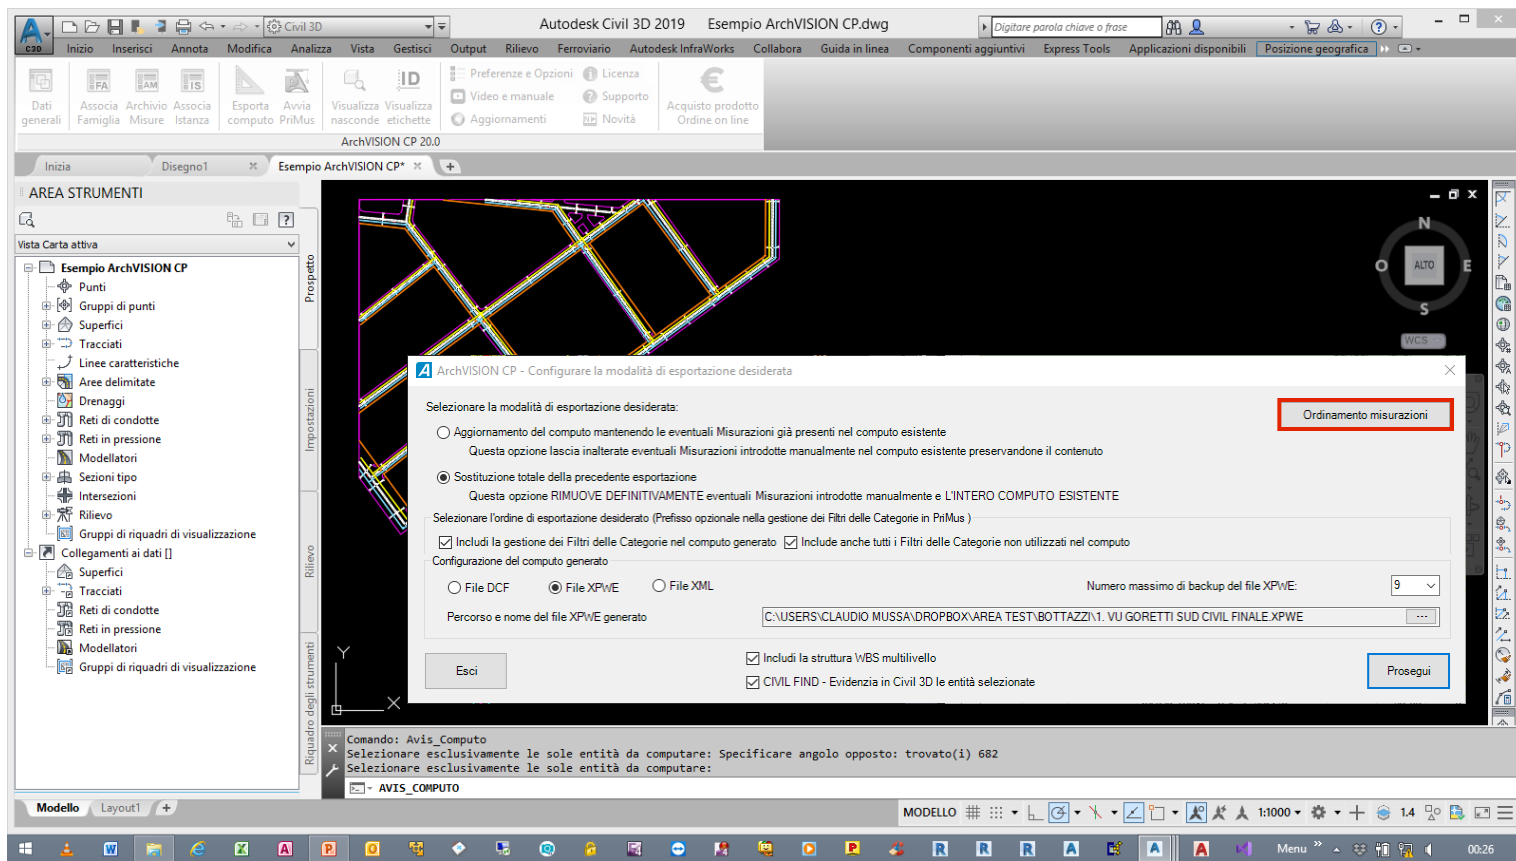 Civil 3D
Autodesk Civil 3D 2019 Esempio ArchVISION CP.dwg
Digitare parola chiave o frase
C3D
Inizio Inserisci Annota Modifica Analizza Vista Gestisci Output Rilievo Ferroviario Autodesk InfraWorks Collabora Guida in linea Componenti aggiuntivi Express Tools Applicazioni disponibili Posizione geografica
Dati generali
FA
Associa Famiglia
AM
Archivio Misure
IS
Associa Istanza
Esporta computo
Avvia PriMus
Visualizza nasconde
ID
Visualizza etichette
Preferenze e Opzioni
Video e manuale
Aggiornamenti
Licenza
Supporto
Novità
€
Acquisto prodotto
Ordine on line
ArchVISION CP 20.0
Inizia Disegno1 Esempio ArchVISION CP*
AREA STRUMENTI
Vista Carta attiva
Esempio ArchVISION CP
Punti
Gruppi di punti
Superfici
Tracciati
Linee caratteristiche
Aree delimitate
Drenaggi
Reti di condotte
Reti in pressione
Modellatori
Sezioni tipo
Intersezioni
Rilievo
Gruppi di riquadri di visualizzazione
Collegamenti ai dati []
Superfici
Tracciati
Reti di condotte
Reti in pressione
Modellatori
Gruppi di riquadri di visualizzazione
Prospetto
Impostazioni
Rilievo
Riquadro degli strumenti
N
O
ALTO
E
S
WCS
ArchVISION CP - Configurare la modalità di esportazione desiderata
Selezionare la modalità di esportazione desiderata:
Ordinamento misurazioni
Aggiornamento del computo mantenendo le eventuali Misurazioni già presenti nel computo esistente
Questa opzione lascia inalterate eventuali Misurazioni introdotte manualmente nel computo esistente preservandone il contenuto
Sostituzione totale della precedente esportazione
Questa opzione RIMUOVE DEFINITIVAMENTE eventuali Misurazioni introdotte manualmente e L'INTERO COMPUTO ESISTENTE
Selezionare l'ordine di esportazione desiderato (Prefisso opzionale nella gestione dei Filtri delle Categorie in PriMus )
Includi la gestione dei Filtri delle Categorie nel computo generato Include anche tutti i Filtri delle Categorie non utilizzati nel computo
Configurazione del computo generato
File DCF File XPWE File XML Numero massimo di backup del file XPWE: 9
Percorso e nome del file XPWE generato C:\USERS\CLAUDIO MUSSA\DROPBOX\AREA TEST\BOTTAZZI\1. VU GORETTI SUD CIVIL FINALE.XPWE ...
Includi la struttura WBS multilivello
Esci
Prosegui
CIVIL FIND - Evidenzia in Civil 3D le entità selezionate
Y
X
Comando: Avis_Computo
Selezionare esclusivamente le sole entità da computare: Specificare angolo opposto: trovato(i) 682
Selezionare esclusivamente le sole entità da computare:
AVIS_COMPUTO
Modello Layout1 +
MODELLO 1:1000 1.4
Menu 00:26